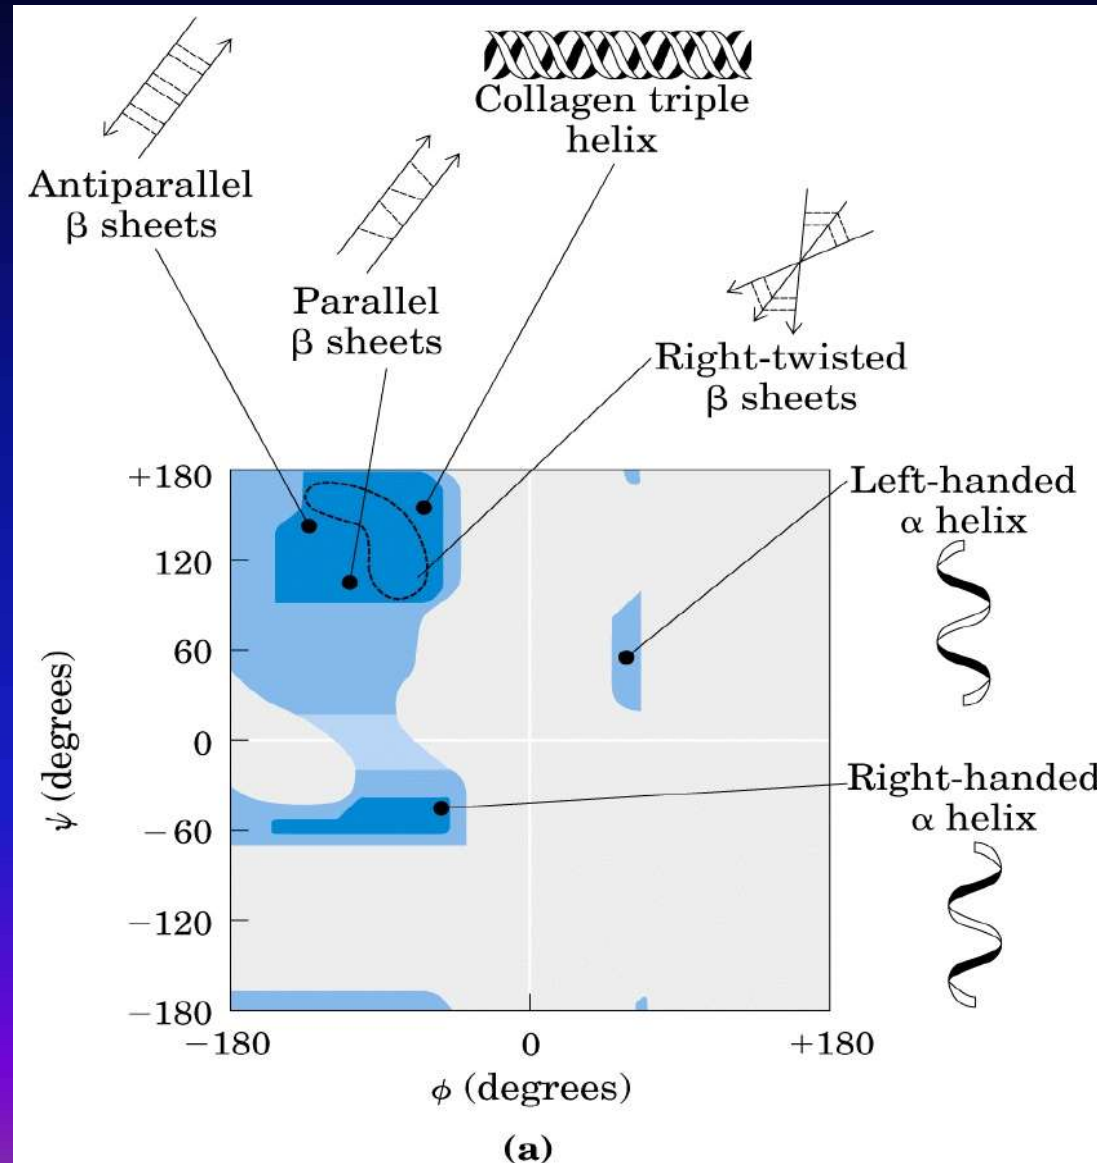 Collagen triple
helix
Antiparallel
β sheets
Parallel
β sheets
Right-twisted
β sheets
Left-handed
α helix
Right-handed
α helix
+180
120
60
0
−60
−120
−180
ψ (degrees)
−180
0
+180
ϕ (degrees)
(a)